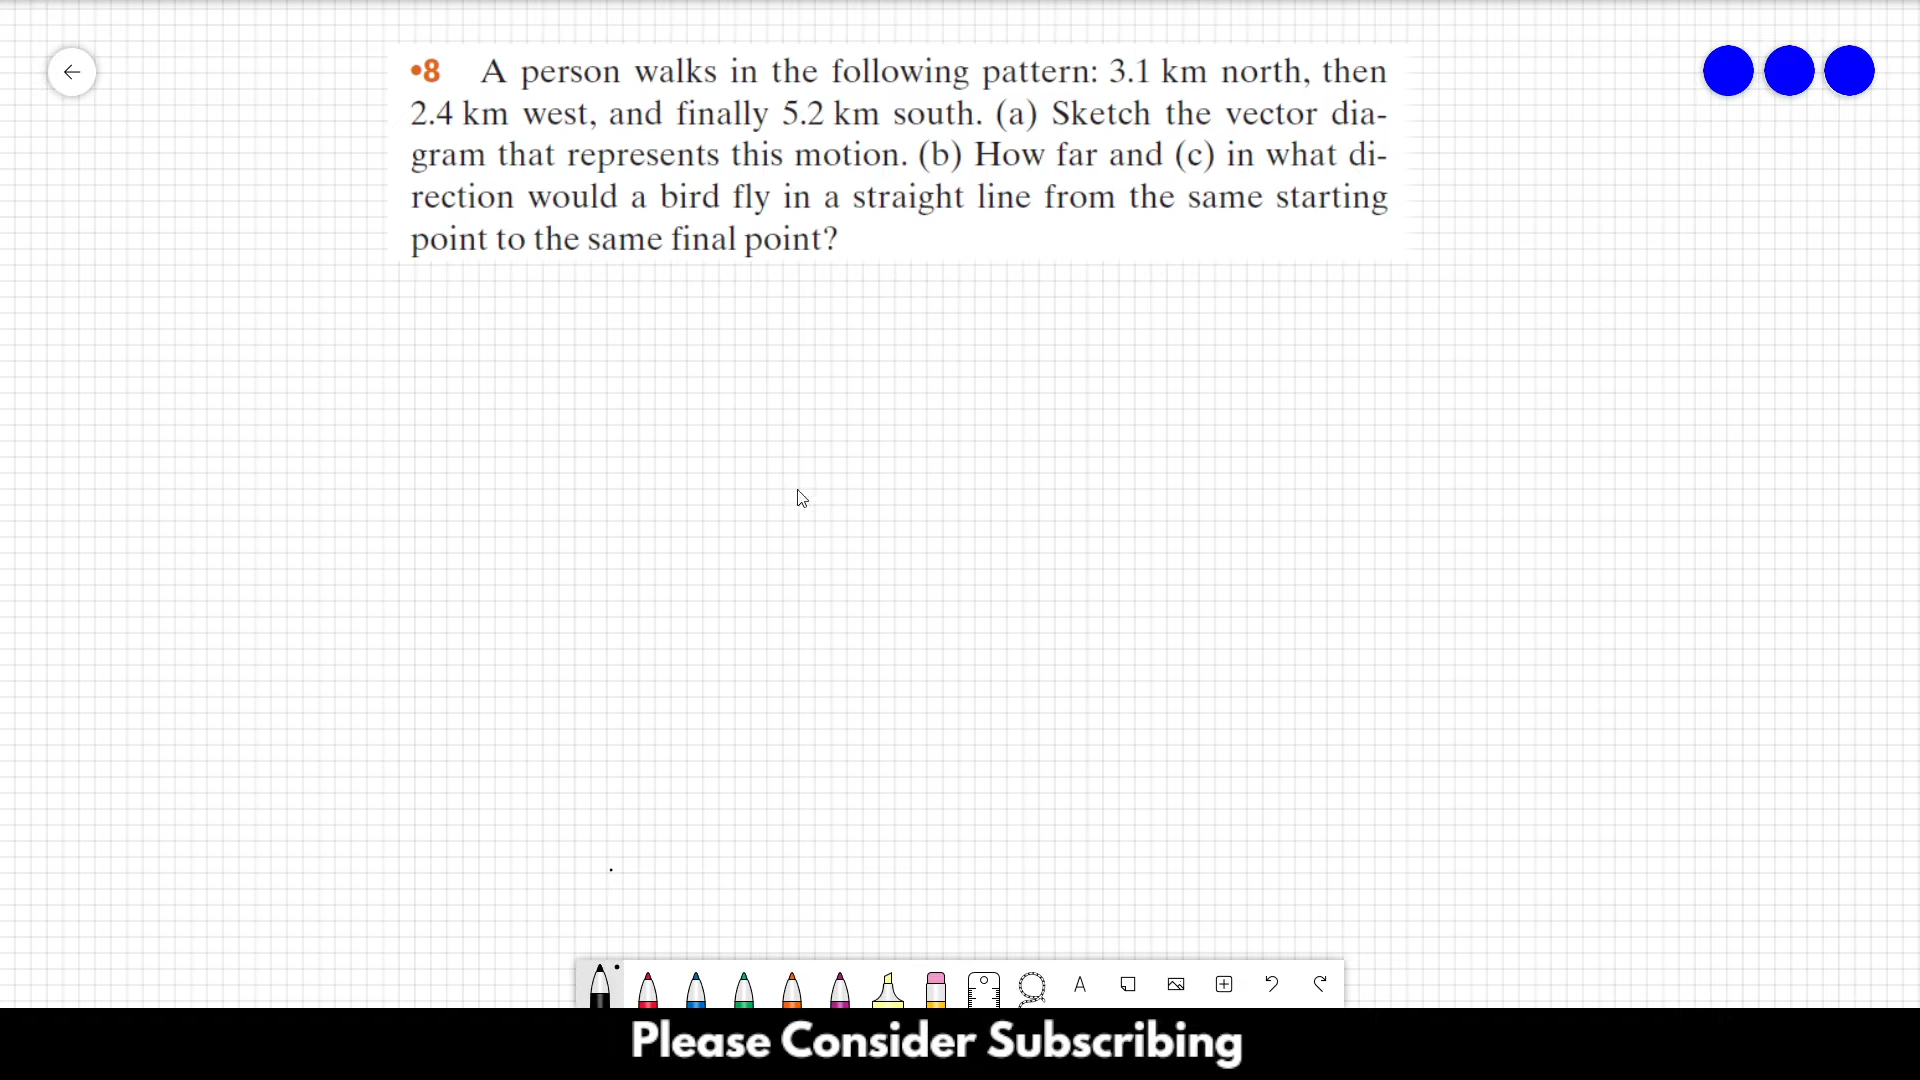 •8 A person walks in the following pattern: 3.1 km north, then
2.4 km west, and finally 5.2 km south. (a) Sketch the vector dia-
gram that represents this motion. (b) How far and (c) in what di-
rection would a bird fly in a straight line from the same starting
point to the same final point?
A
Please Consider Subscribing